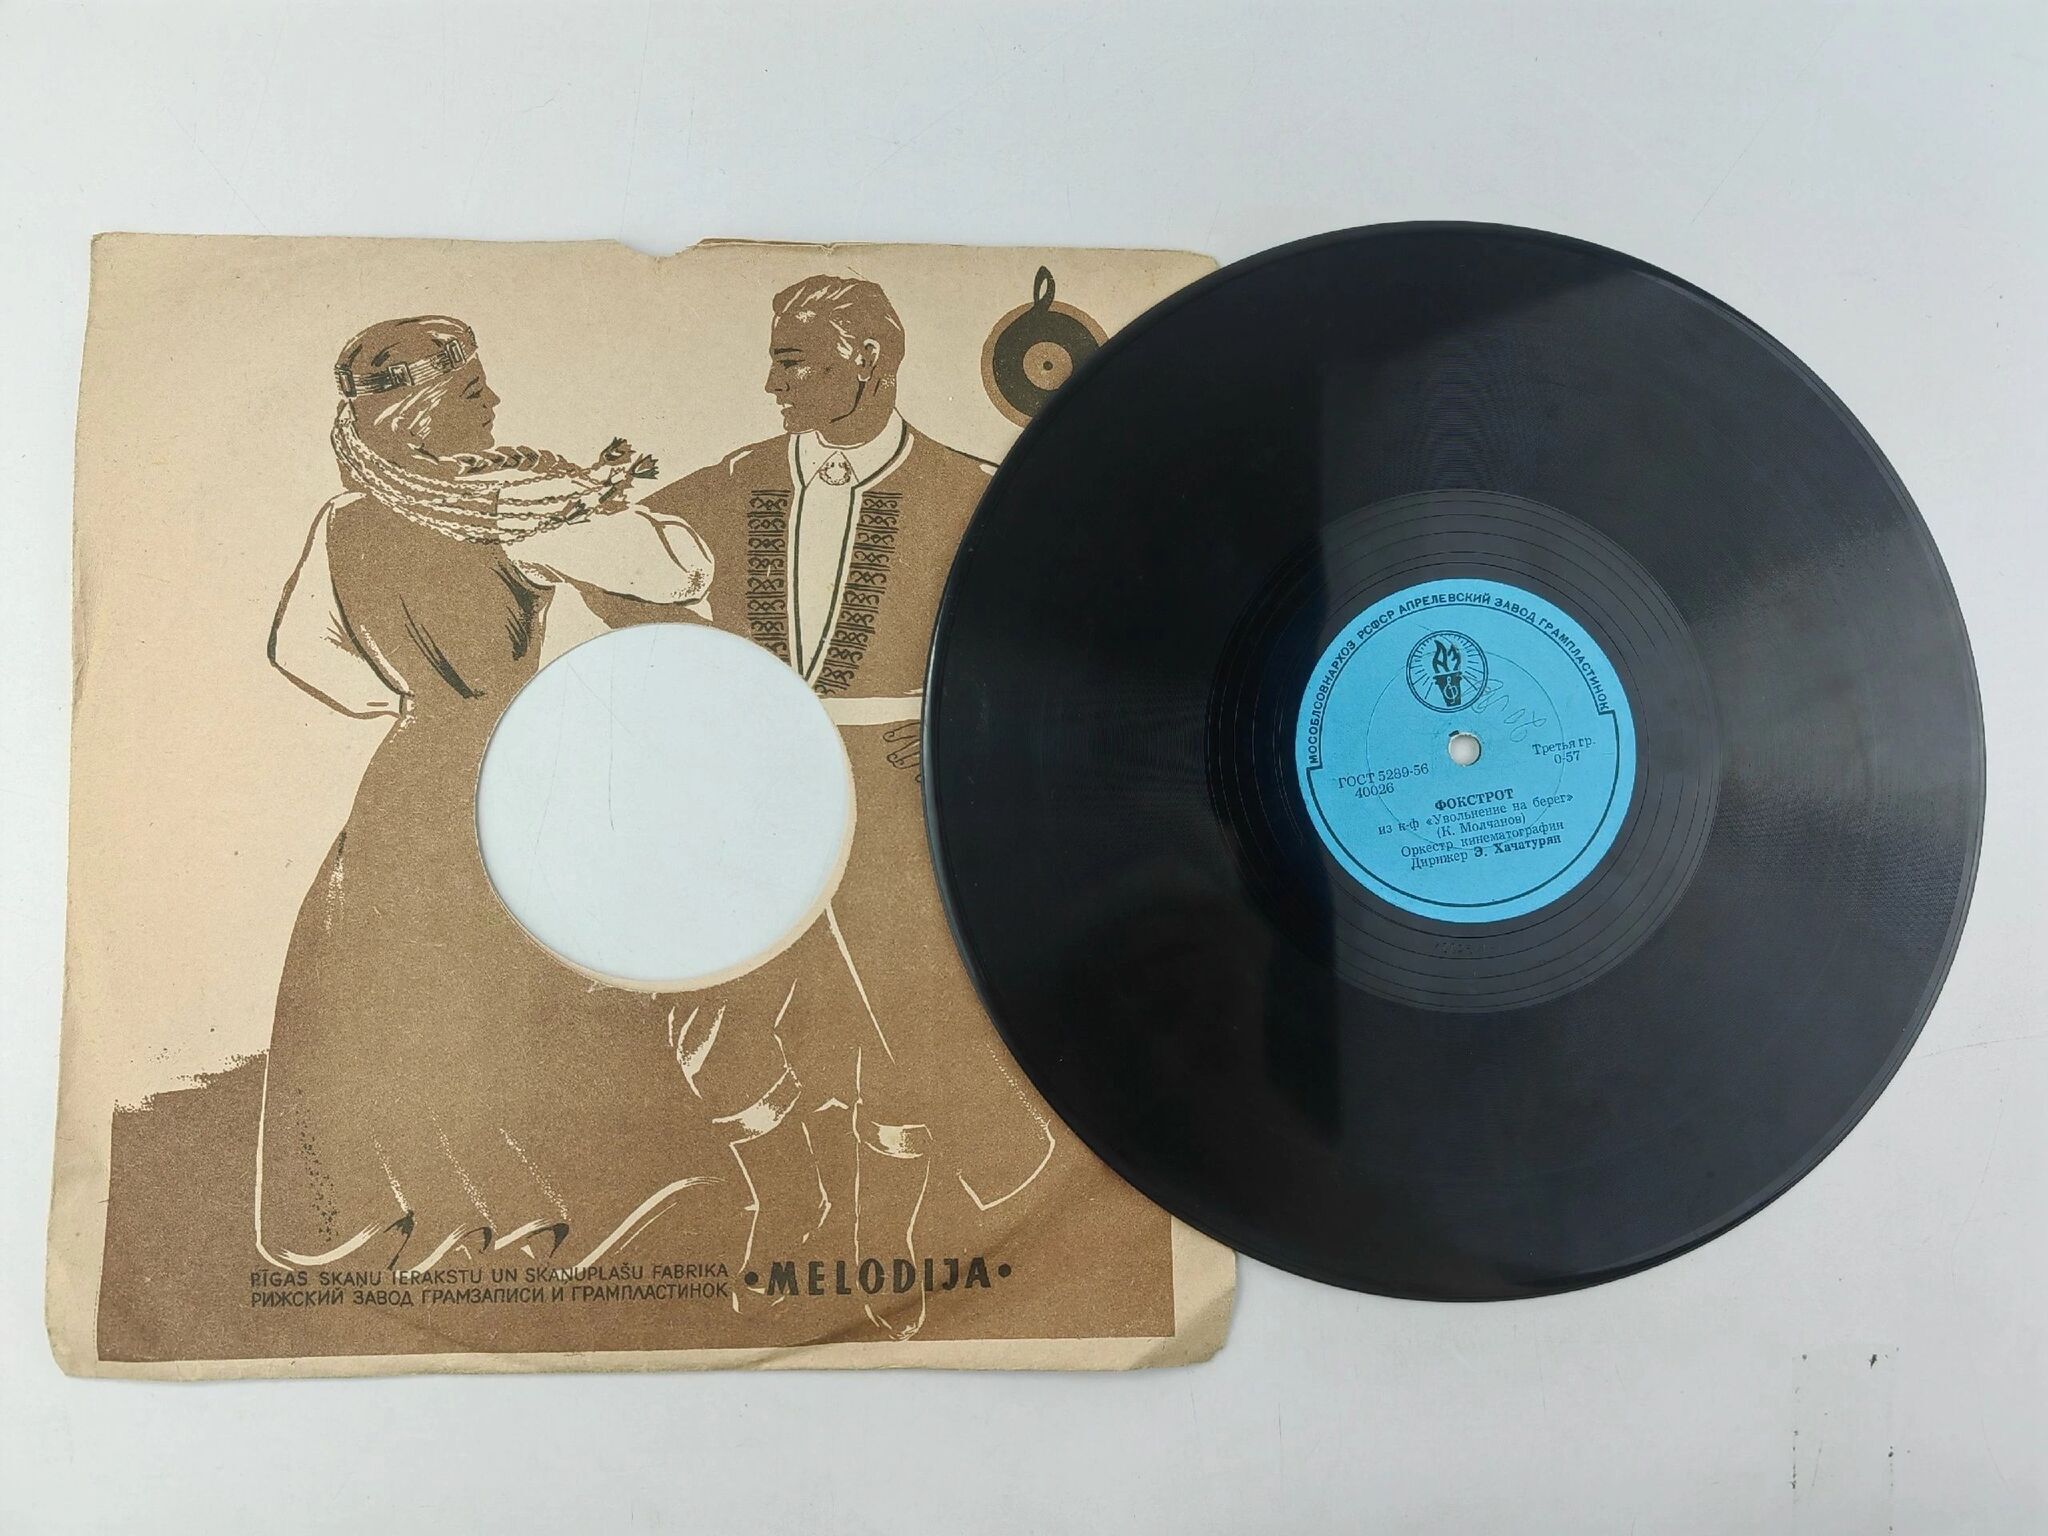 RĪGAS SKAŅU IERAKSTU UN SKAŅUPLAŠU FABRIKA
РИЖСКИЙ ЗАВОД ГРАМЗАПИСИ И ГРАМПЛАСТИНОК
• MELODIJA •
МОСОБЛСОВНАРХОЗ РСФСР АПРЕЛЕВСКИЙ ЗАВОД ГРАМПЛАСТИНОК
АЗ
ГОСТ 5289-56
40026
Третья гр.
0-57
ФОКСТРОТ
из к-ф «Увольнение на берег»
(К. Молчанов)
Оркестр кинематографии
Дирижер Э. Хачатурян